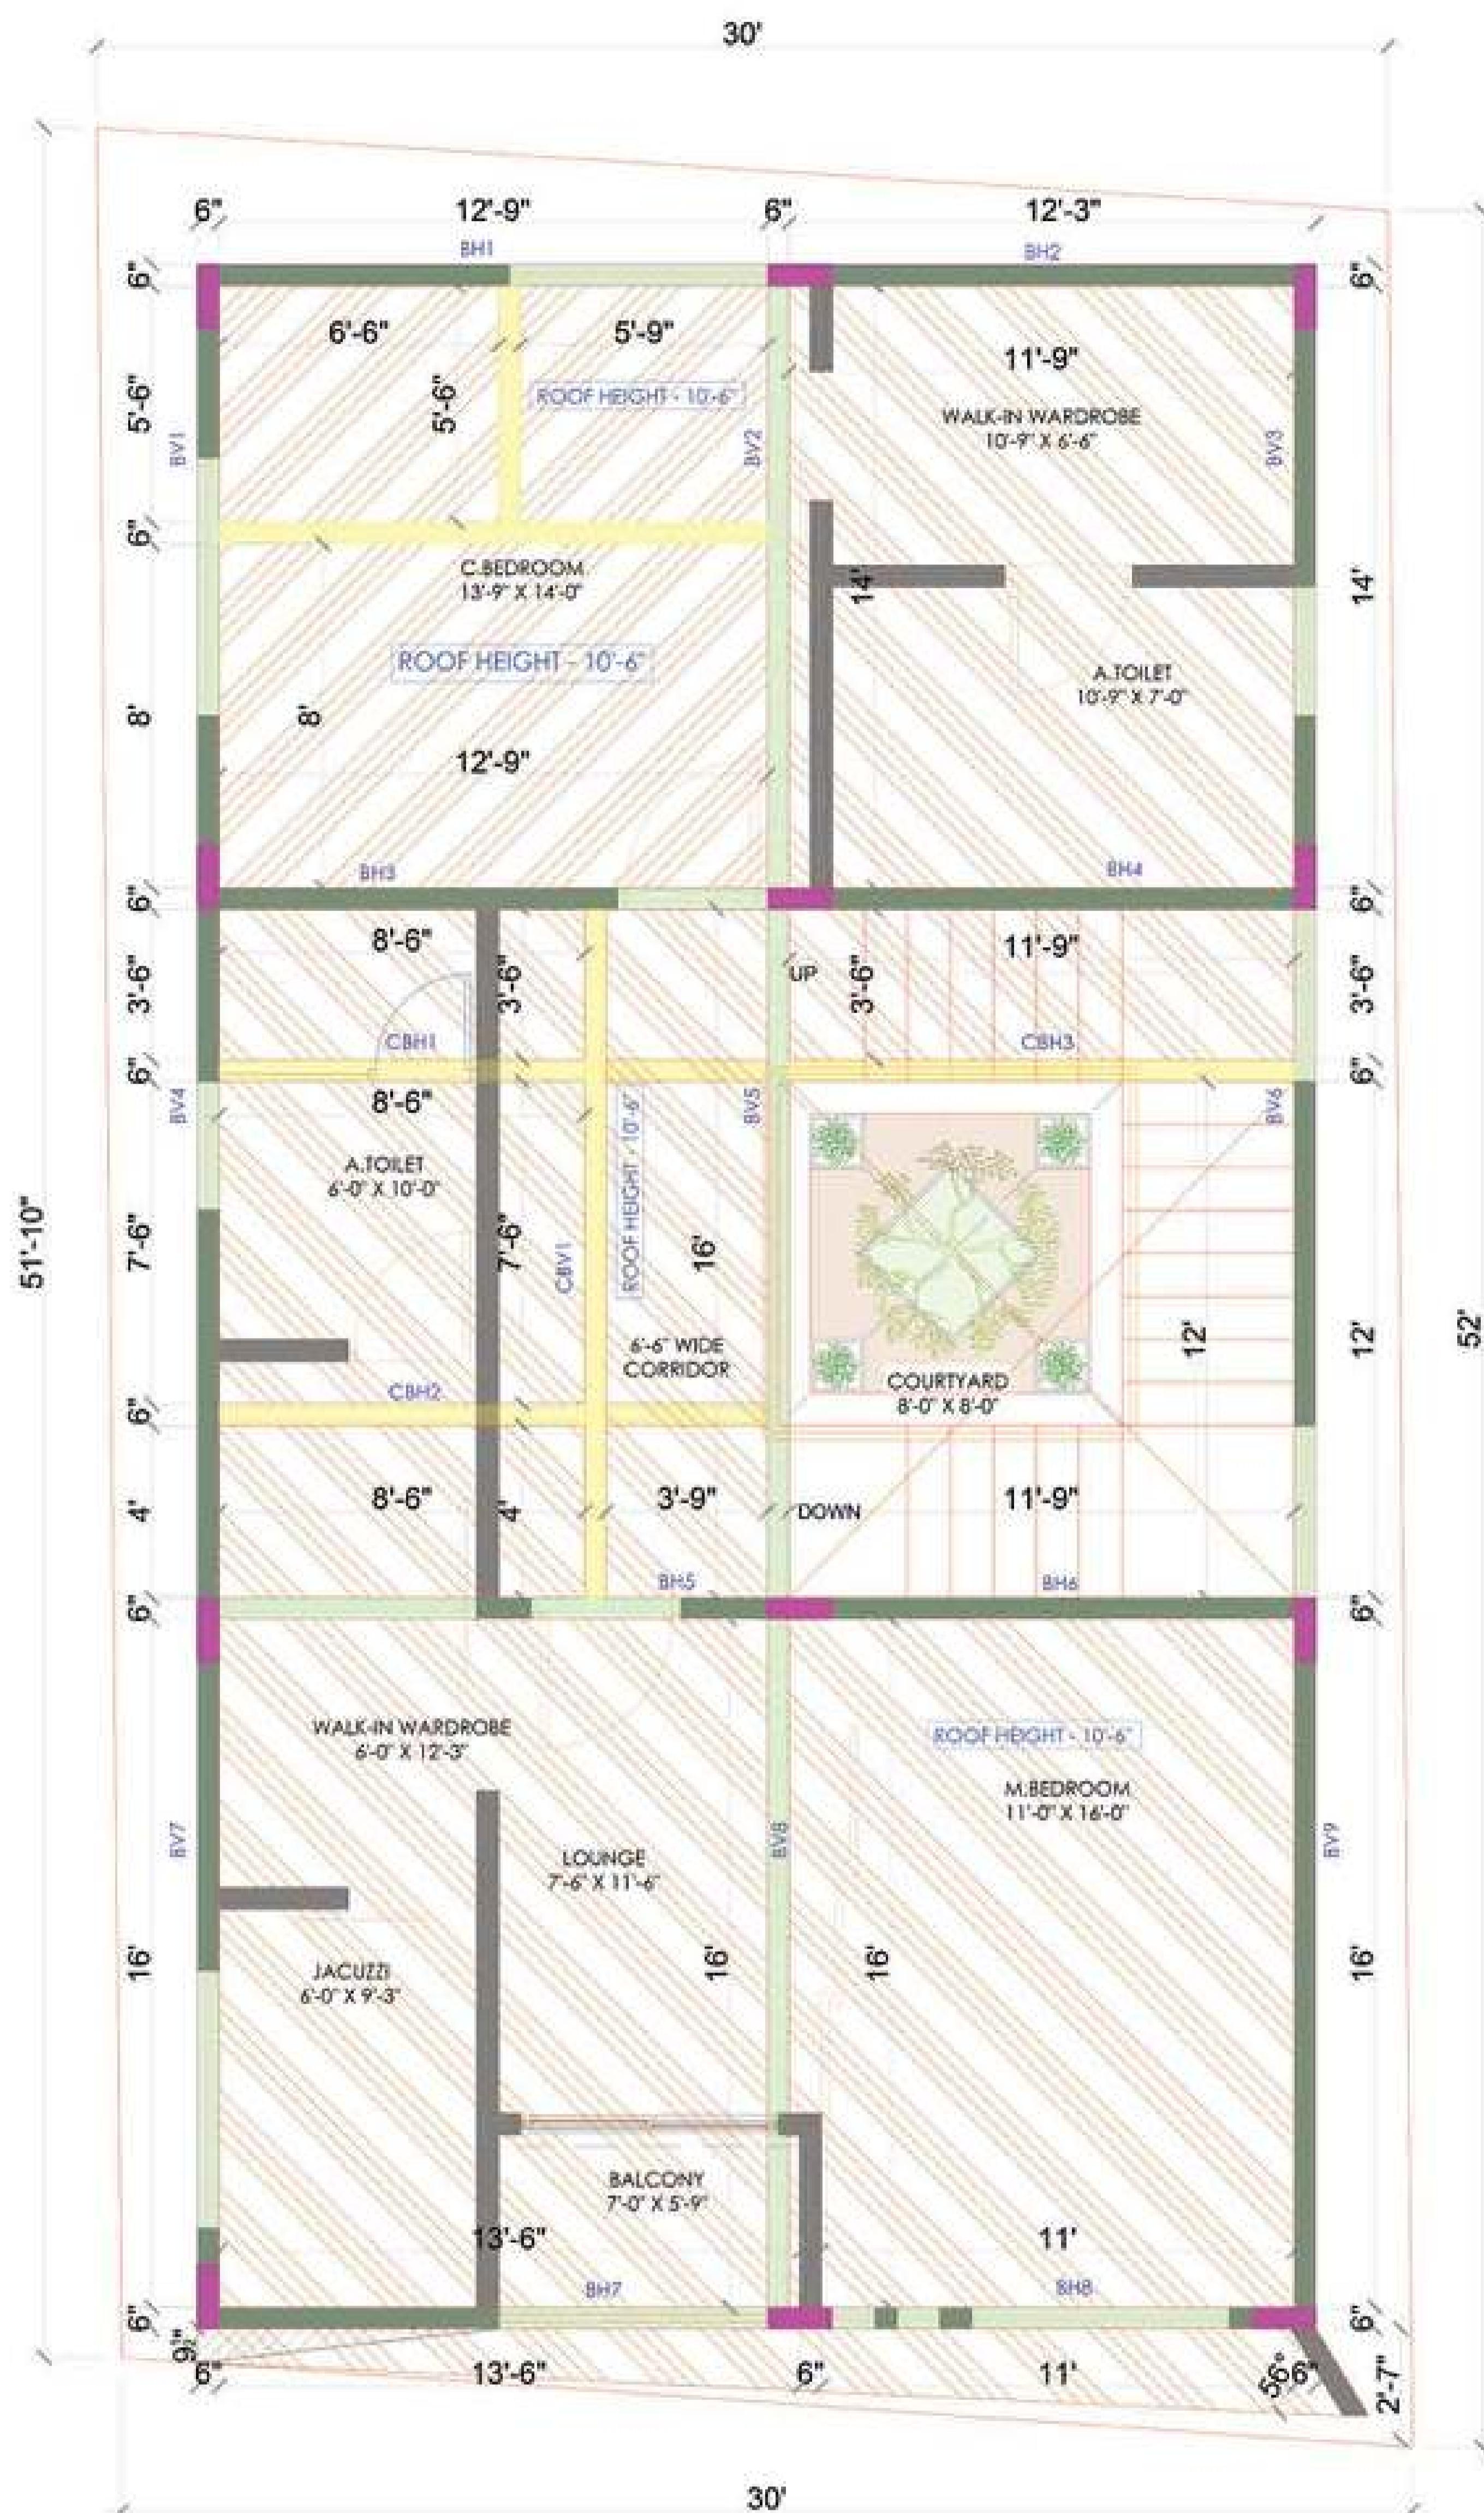 30'
6" 12'-9" 6" 12'-3"
BH1 BH2
6" 6"
6'-6" 5'-9" 11'-9"
5'-6" 5'-6" ROOF HEIGHT - 10'-6" WALK-IN WARDROBE
10'-9" X 6'-6"
BV1 BV2 BV3
6"
C.BEDROOM
13'-9" X 14'-0"
14' 14'
ROOF HEIGHT - 10'-6"
A.TOILET
10'-9" X 7'-0"
8' 8'
12'-9"
BH3 BH4
6" 6"
8'-6" 11'-9"
3'-6" 3'-6" UP 3'-6" 3'-6"
CBH1 CBH3
6" 6"
8'-6"
BV4 BV5 BV6
A.TOILET
6'-0" X 10'-0"
ROOF HEIGHT - 10'-6"
51'-10"
7'-6" 7'-6" CBV1 16'
6'-6" WIDE
CORRIDOR
12' 12' 52'
COURTYARD
8'-0" X 8'-0"
CBH2
6"
4' 8'-6" 4' 3'-9" DOWN 11'-9"
BH5 BH6
6" 6"
WALK-IN WARDROBE
6'-0" X 12'-3"
ROOF HEIGHT - 10'-6"
M.BEDROOM
11'-0" X 16'-0"
BV7 BV8 BV9
LOUNGE
7'-6" X 11'-6"
16' 16' 16' 16'
JACUZZI
6'-0" X 9'-3"
BALCONY
7'-0" X 5'-9"
13'-6" 11'
BH7 BH8
6" 6"
6" 13'-6" 6" 11' 6" 2'-7"
30'